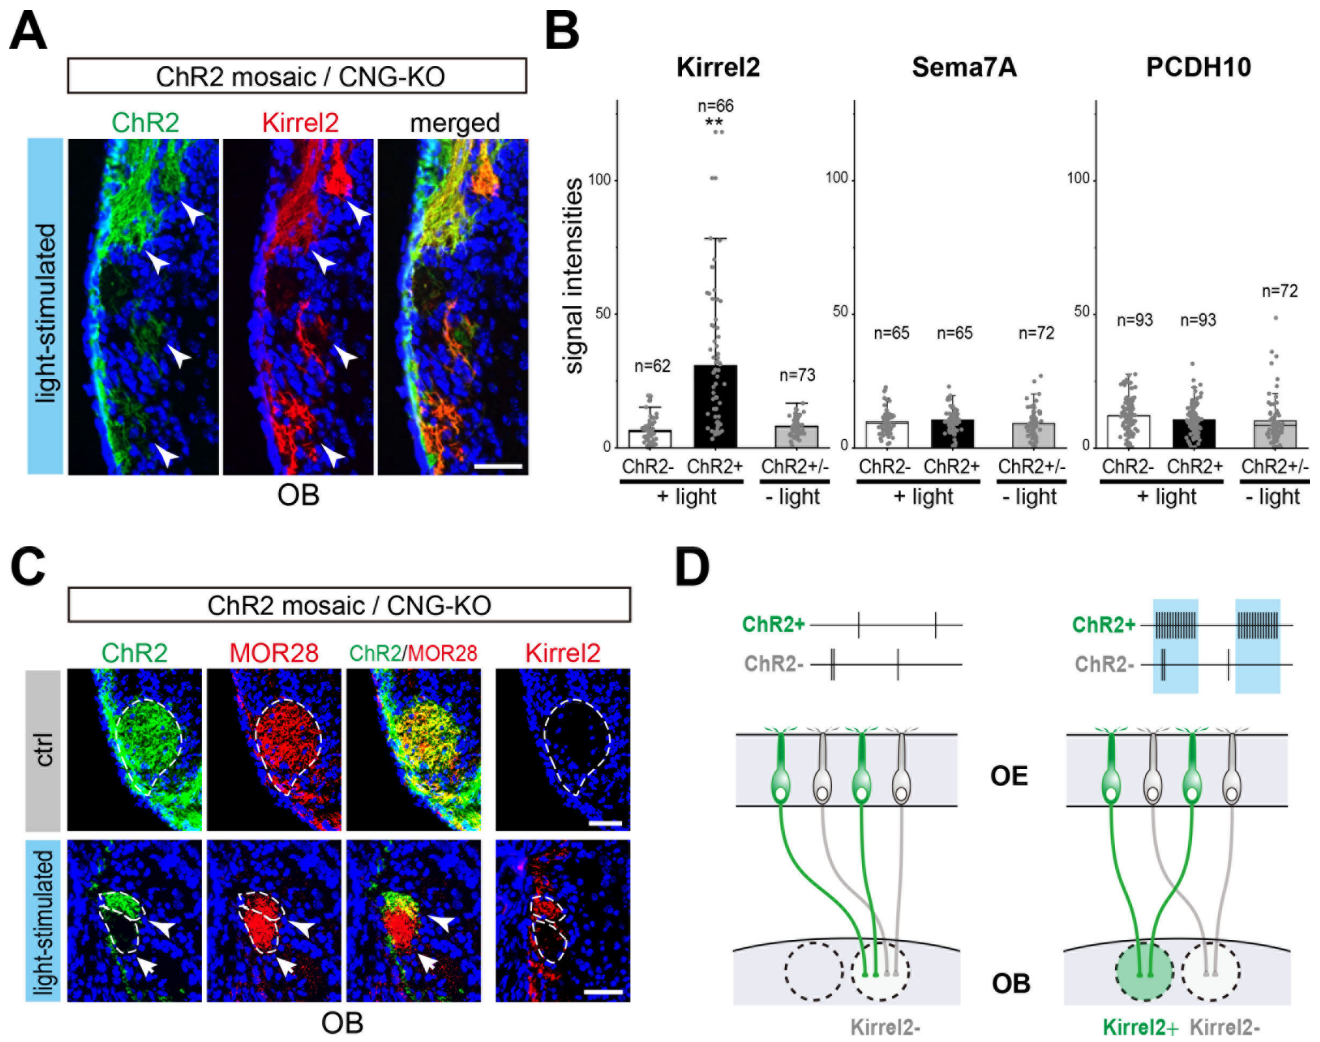 A
ChR2 mosaic / CNG-KO
ChR2 Kirrel2 merged
light-stimulated
OB
B
Kirrel2 Sema7A PCDH10
signal intensities
100
50
0
n=62
n=66
**
n=73
ChR2- ChR2+ ChR2+/-
+ light - light
100
50
0
n=65
n=65
n=72
ChR2- ChR2+ ChR2+/-
+ light - light
100
50
0
n=93
n=93
n=72
ChR2- ChR2+ ChR2+/-
+ light - light
C
ChR2 mosaic / CNG-KO
ChR2 MOR28 ChR2/MOR28 Kirrel2
ctrl
light-stimulated
OB
D
ChR2+
ChR2-
ChR2+
ChR2-
OE
OB
Kirrel2-
Kirrel2+ Kirrel2-